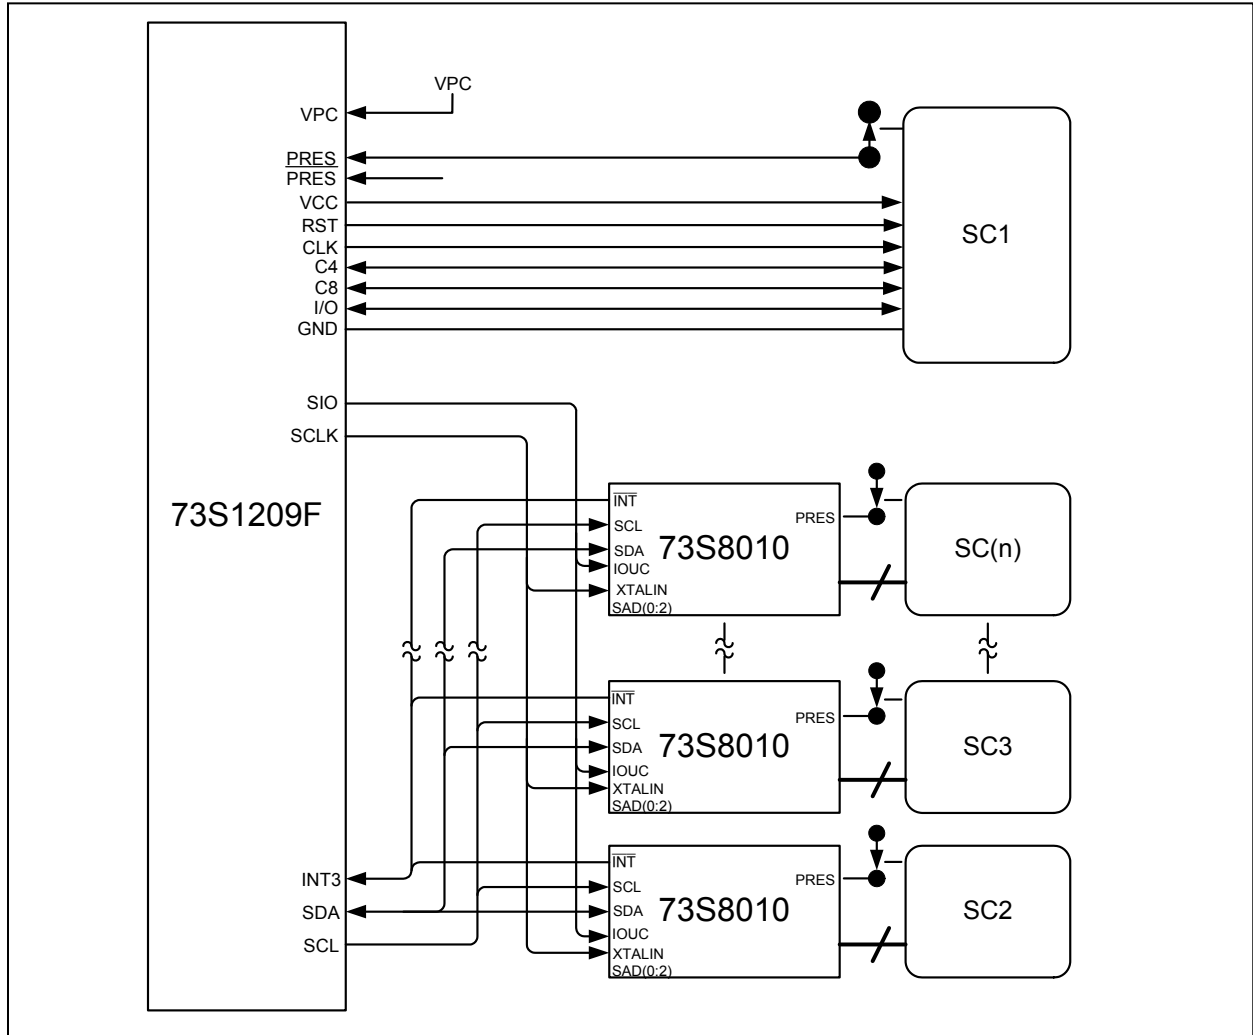 VPC
VPC
PRES
PRES
VCC
RST
CLK
C4
C8
I/O
GND
SC1
SIO
SCLK
73S1209F
INT
SCL
SDA
IOUC
XTALIN
SAD(0:2)
73S8010
PRES
SC(n)
INT
SCL
SDA
IOUC
XTALIN
SAD(0:2)
73S8010
PRES
SC3
INT
SCL
SDA
IOUC
XTALIN
SAD(0:2)
73S8010
PRES
SC2
INT3
SDA
SCL